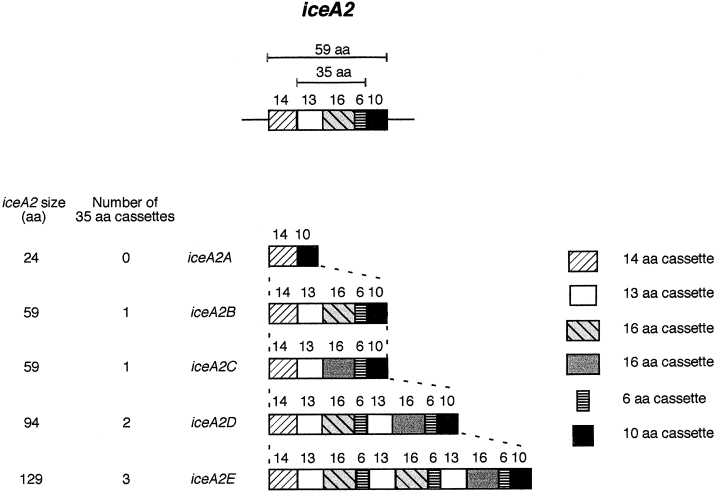 iceA2
59 aa
35 aa
14 13 16 6 10
iceA2 size
(aa)
Number of
35 aa cassettes
14 10
24 0 iceA2A
14 13 16 6 10
59 1 iceA2B
14 13 16 6 10
59 1 iceA2C
14 13 16 6 13 16 6 10
94 2 iceA2D
14 13 16 6 13 16 6 13 16 6 10
129 3 iceA2E
14 aa cassette
13 aa cassette
16 aa cassette
16 aa cassette
6 aa cassette
10 aa cassette